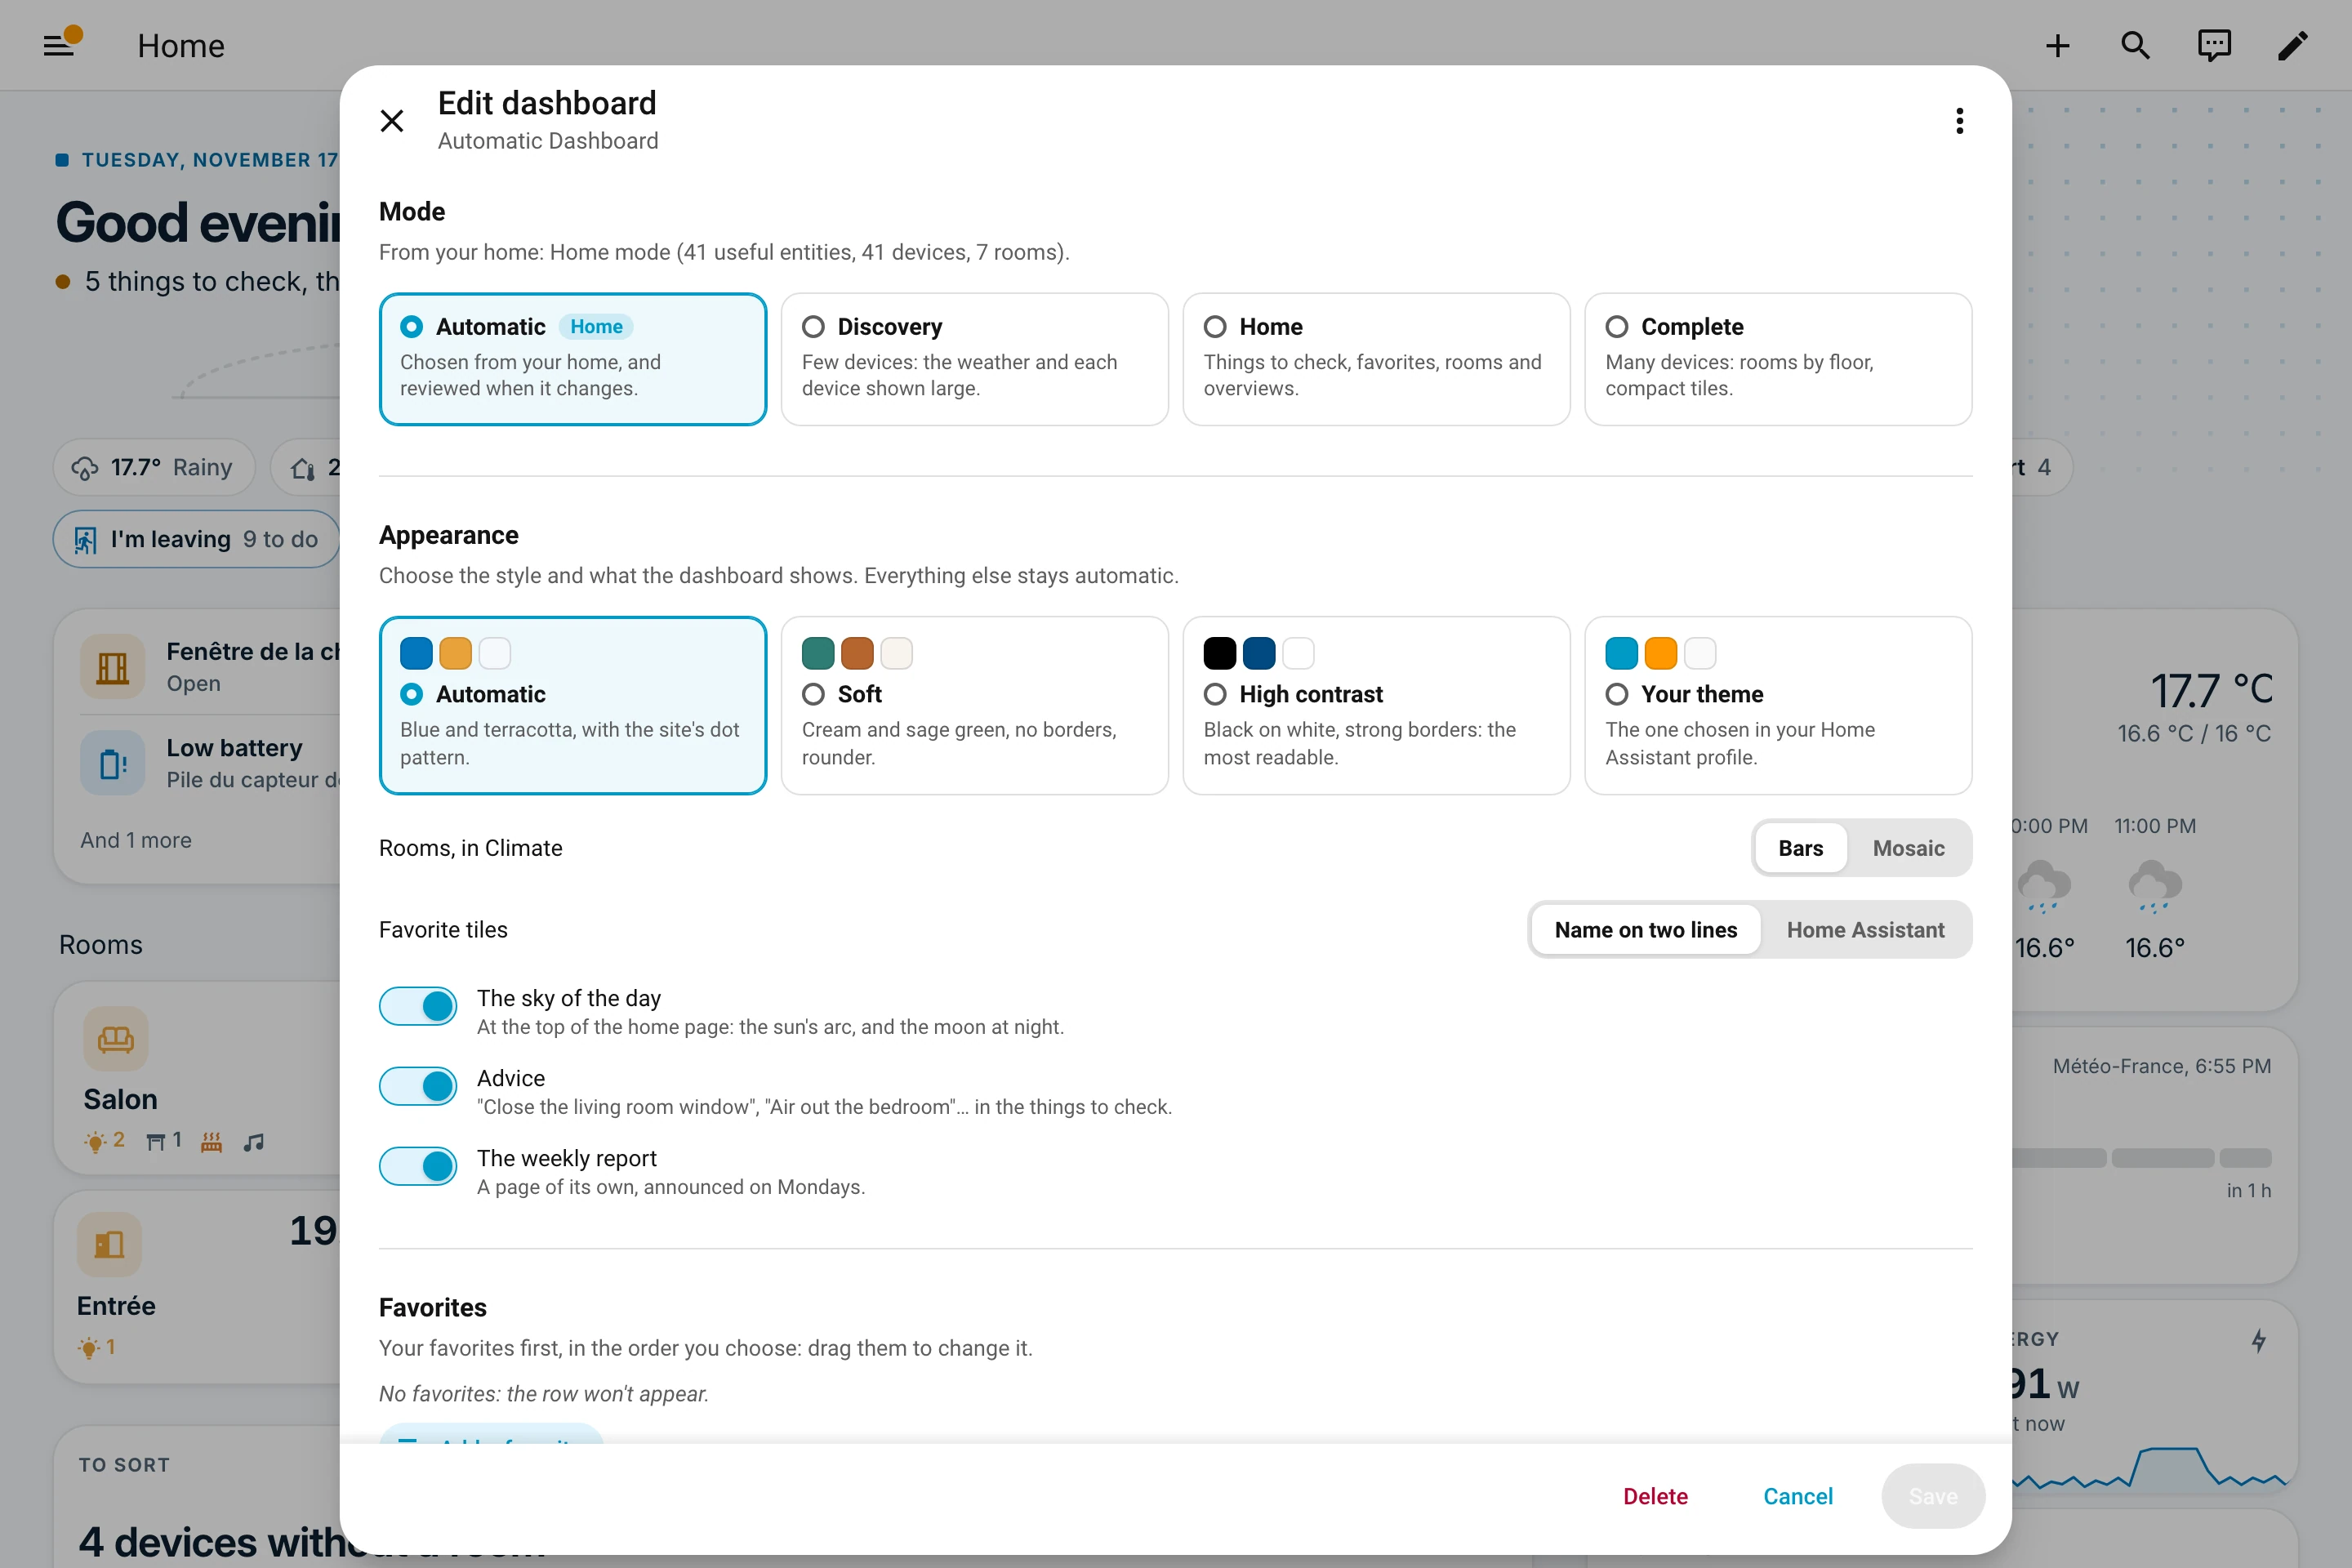 Home
Edit dashboard
Automatic Dashboard
TUESDAY, NOVEMBER 17
Good
5 things to check,
17.7° Rainy
4
I'm leaving 9 to do
Fenêtre de la
Open
Low battery
Pile du capteur
And 1 more
Rooms
Salon
2 1
Entrée
1
TO SORT
4 devices
Mode
From your home: Home mode (41 useful entities, 41 devices, 7 rooms).
Automatic Home
Chosen from your home, and
reviewed when it changes.
Discovery
Few devices: the weather and each
device shown large.
Home
Things to check, favorites, rooms and
overviews.
Complete
Many devices: rooms by floor,
compact tiles.
Appearance
Choose the style and what the dashboard shows. Everything else stays automatic.
Automatic
Blue and terracotta, with the site's dot
pattern.
Soft
Cream and sage green, no borders,
rounder.
High contrast
Black on white, strong borders: the
most readable.
Your theme
The one chosen in your Home
Assistant profile.
Rooms, in Climate
Bars Mosaic
Favorite tiles
Name on two lines Home Assistant
The sky of the day
At the top of the home page: the sun's arc, and the moon at night.
Advice
"Close the living room window", "Air out the bedroom"... in the things to check.
The weekly report
A page of its own, announced on Mondays.
Favorites
Your favorites first, in the order you choose: drag them to change it.
No favorites: the row won't appear.
Delete Cancel Save
17.7 °C
16.6 °C / 16 °C
PM 11:00 PM
16.6° 16.6°
Météo-France, 6:55 PM
in 1 h
W
now